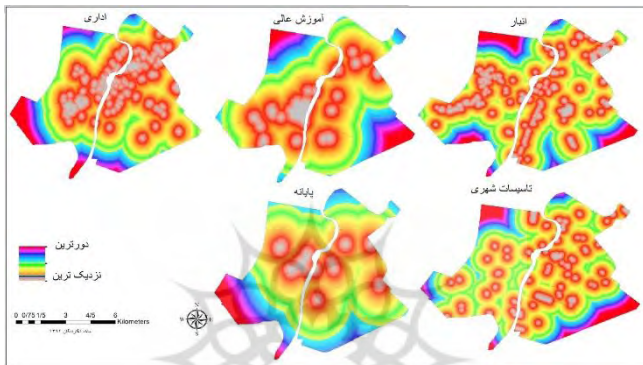 اداری
آموزش عالی
انبار
پایانه
تاسیسات شهری
دورترین
نزدیک ترین
0 0/75 1/5 3 4/5 6
Kilometers
N